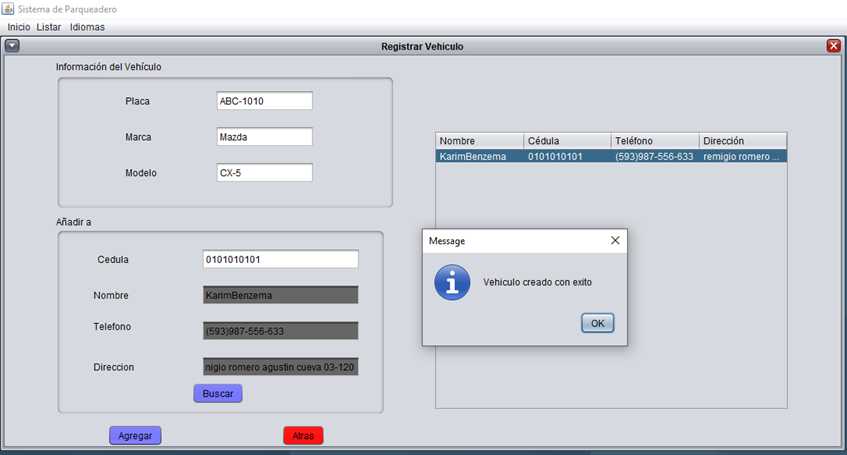 Sistema de Parqueadero
Inicio Listar Idiomas
Registrar Vehiculo
Información del Vehículo
Placa ABC-1010
Marca Mazda
Modelo CX-5
Añadir a
Cedula 0101010101
Nombre KarimBenzema
Telefono (593)987-556-633
Direccion nigio romero agustin cueva 03-120
Buscar
Agregar Atras
Nombre Cédula Teléfono Dirección
KarimBenzema 0101010101 (593)987-556-633 remigio romero ...
Message
Vehiculo creado con exito
OK